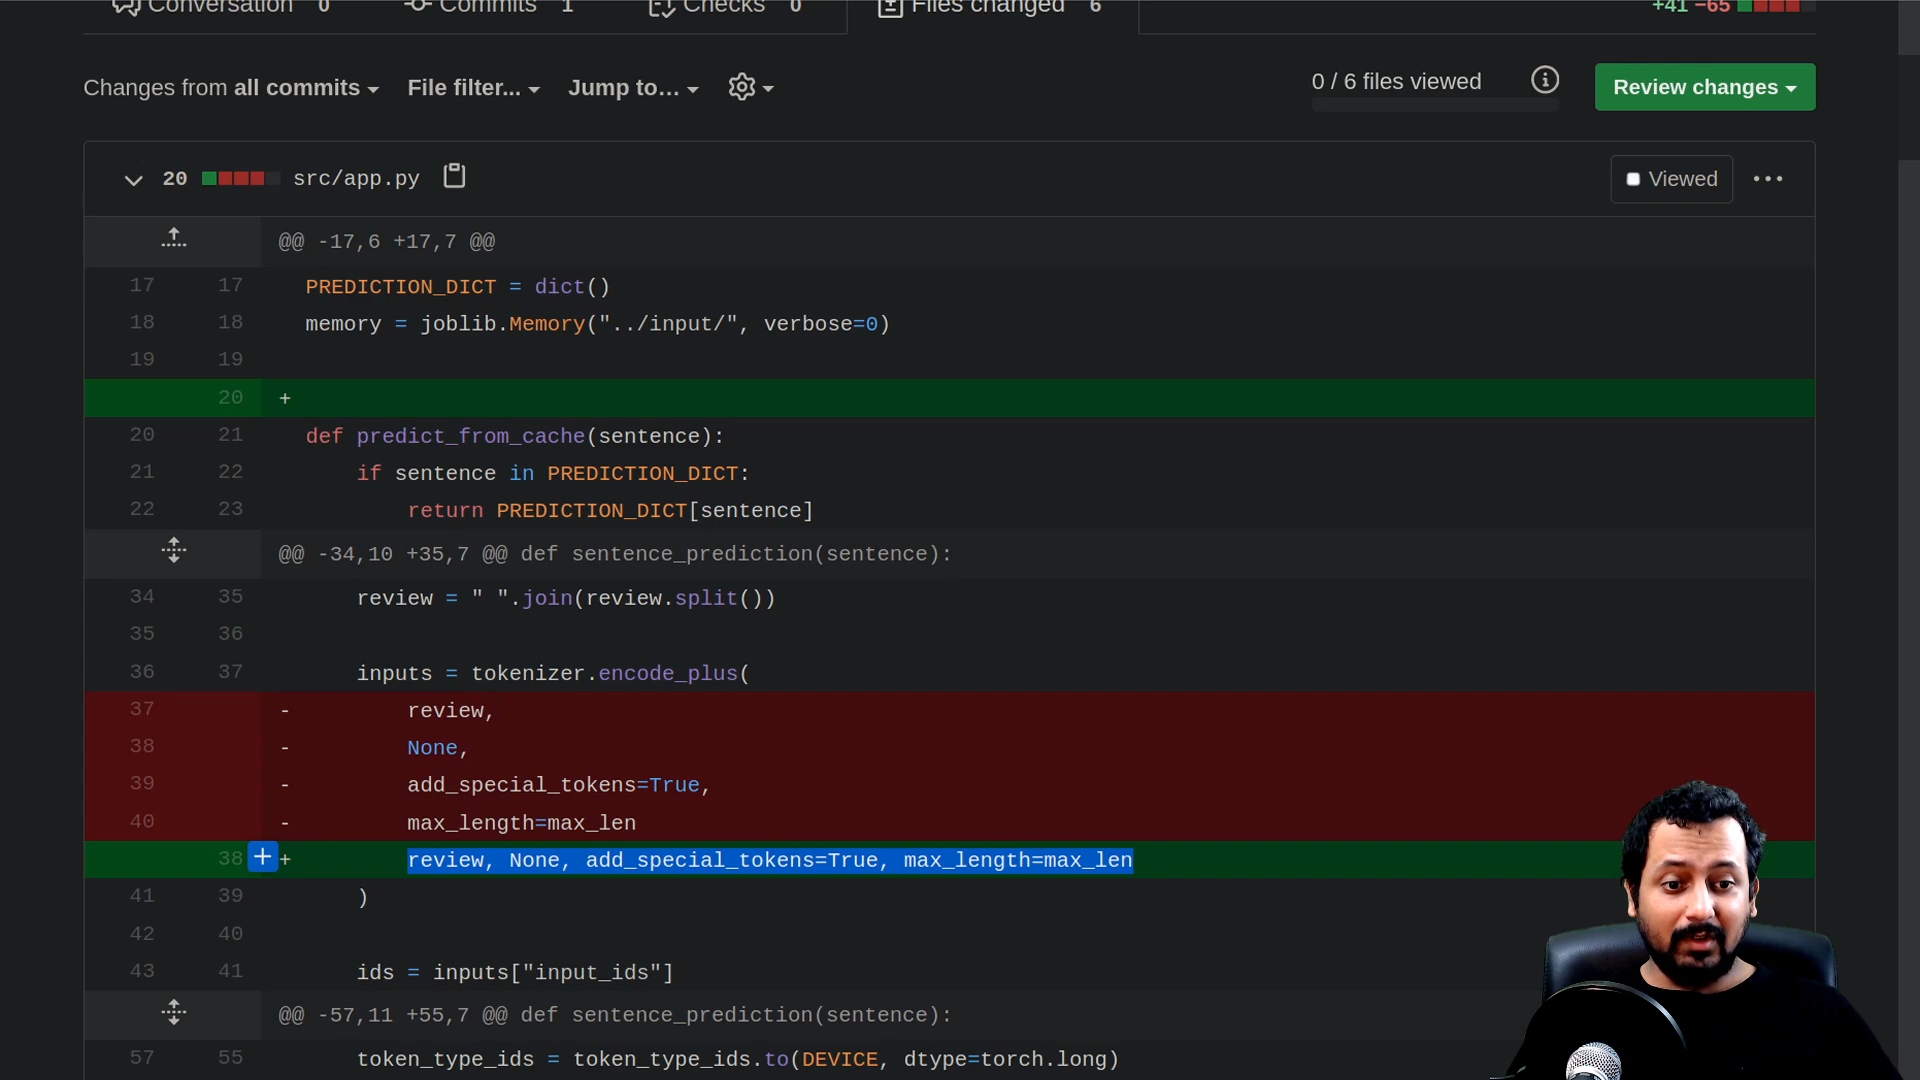 Conversation 0 Commits 1 Checks 0 Files changed 6 +41 −65
Changes from all commits File filter... Jump to... 0 / 6 files viewed Review changes
20 src/app.py Viewed
@@ -17,6 +17,7 @@
17 17 PREDICTION_DICT = dict()
18 18 memory = joblib.Memory("../input/", verbose=0)
19 19
20 +
20 21 def predict_from_cache(sentence):
21 22 if sentence in PREDICTION_DICT:
22 23 return PREDICTION_DICT[sentence]
@@ -34,10 +35,7 @@ def sentence_prediction(sentence):
34 35 review = " ".join(review.split())
35 36
36 37 inputs = tokenizer.encode_plus(
37 - review,
38 - None,
39 - add_special_tokens=True,
40 - max_length=max_len
38 + review, None, add_special_tokens=True, max_length=max_len
41 39 )
42 40
43 41 ids = inputs["input_ids"]
@@ -57,11 +55,7 @@ def sentence_prediction(sentence):
57 55 token_type_ids = token_type_ids.to(DEVICE, dtype=torch.long)